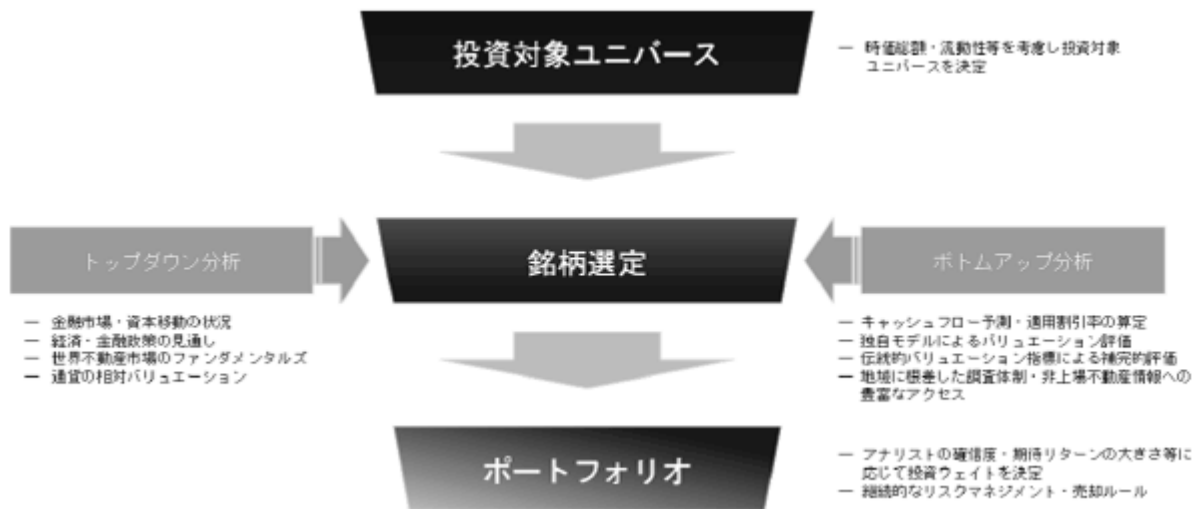 投資対象ユニバース
― 時価総額・流動性等を考慮し投資対象
ユニバースを決定
トップダウン分析
銘柄選定
ボトムアップ分析
― 金融市場・資本移動の状況
― 経済・金融政策の見通し
― 世界不動産市場のファンダメンタルズ
― 通貨の相対バリュエーション
― キャッシュフロー予測・適用割引率の算定
― 独自モデルによるバリュエーション評価
― 伝統的バリュエーション指標による補完的評価
― 地域に根差した調査体制・非上場不動産情報への
豊富なアクセス
ポートフォリオ
― アナリストの確信度・期待リターンの大きさ等に
応じて投資ウェイトを決定
― 継続的なリスクマネジメント・売却ルール